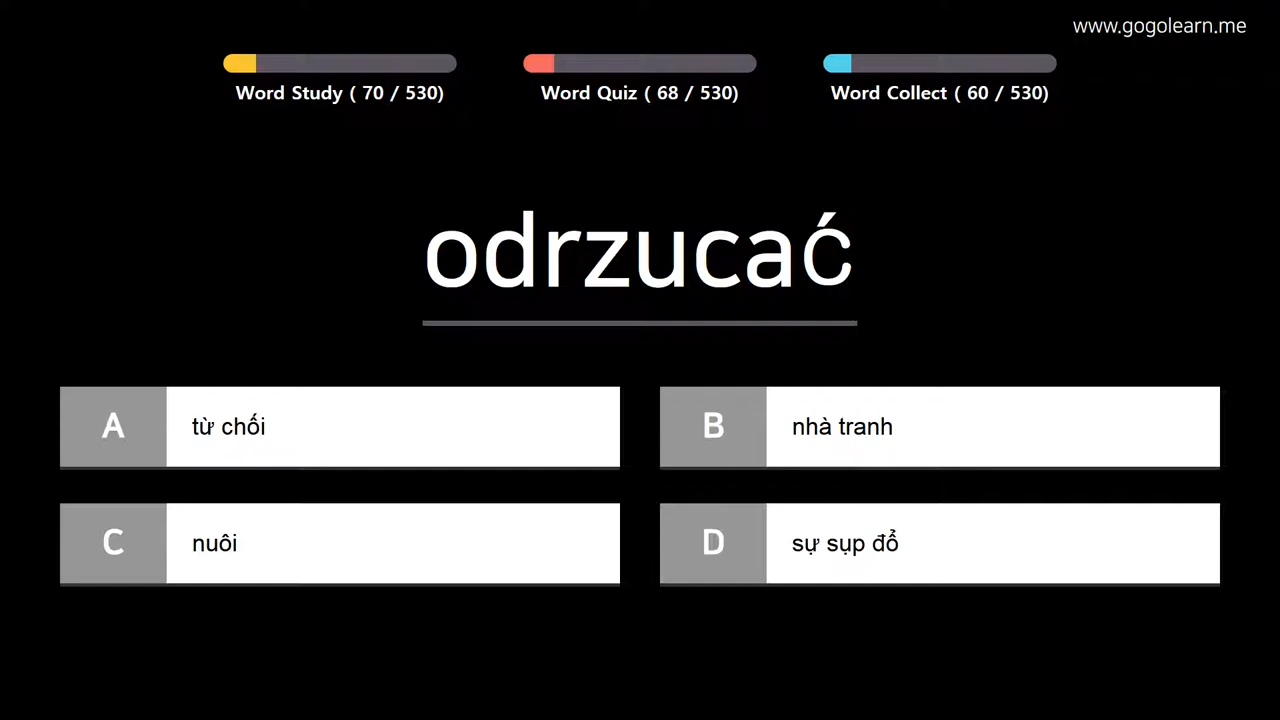 www.gogolearn.me
Word Study ( 70 / 530)
Word Quiz ( 68 / 530)
Word Collect ( 60 / 530)
odrzucać
A từ chối
B nhà tranh
C nuôi
D sự sụp đổ